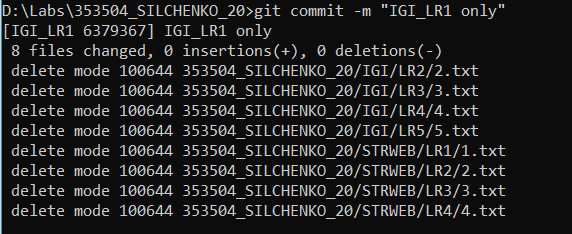 D:\Labs\353504_SILCHENKO_20>git commit -m "IGI_LR1 only"
[IGI_LR1 6379367] IGI_LR1 only
 8 files changed, 0 insertions(+), 0 deletions(-)
 delete mode 100644 353504_SILCHENKO_20/IGI/LR2/2.txt
 delete mode 100644 353504_SILCHENKO_20/IGI/LR3/3.txt
 delete mode 100644 353504_SILCHENKO_20/IGI/LR4/4.txt
 delete mode 100644 353504_SILCHENKO_20/IGI/LR5/5.txt
 delete mode 100644 353504_SILCHENKO_20/STRWEB/LR1/1.txt
 delete mode 100644 353504_SILCHENKO_20/STRWEB/LR2/2.txt
 delete mode 100644 353504_SILCHENKO_20/STRWEB/LR3/3.txt
 delete mode 100644 353504_SILCHENKO_20/STRWEB/LR4/4.txt